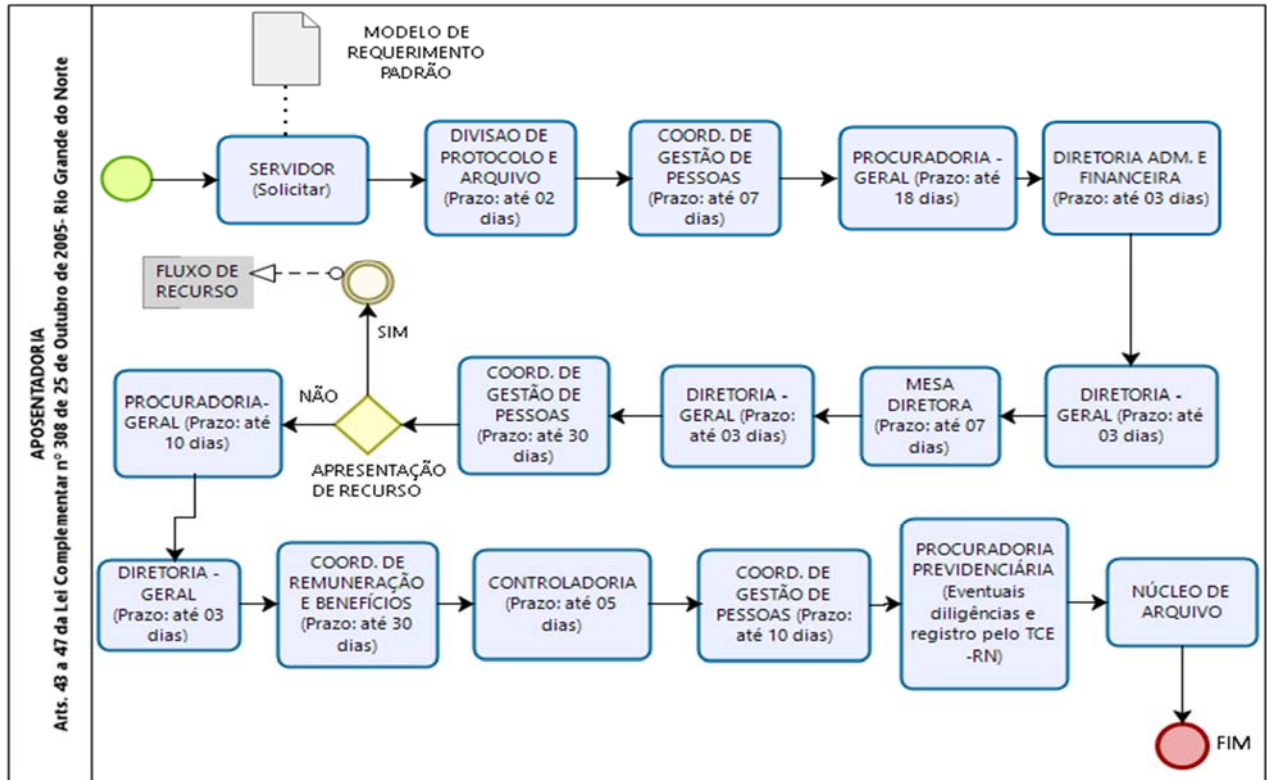 APOSENTADORIA
Arts. 43 a 47 da Lei Complementar nº 308 de 25 de Outubro de 2005- Rio Grande do Norte
MODELO DE
REQUERIMENTO
PADRÃO
SERVIDOR
(Solicitar)
DIVISAO DE
PROTOCOLO E
ARQUIVO
(Prazo: até 02
dias)
COORD. DE
GESTÃO DE
PESSOAS
(Prazo: até 07
dias)
PROCURADORIA -
GERAL (Prazo: até
18 dias)
DIRETORIA ADM. E
FINANCEIRA
(Prazo: até 03 dias)
DIRETORIA -
GERAL (Prazo: até
03 dias)
MESA
DIRETORA
(Prazo: até 07
dias)
DIRETORIA -
GERAL (Prazo:
até 03 dias)
COORD. DE
GESTÃO DE
PESSOAS
(Prazo: até 30
dias)
APRESENTAÇÃO
DE RECURSO
SIM
FLUXO DE
RECURSO
NÃO
PROCURADORIA-
GERAL (Prazo: até
10 dias)
DIRETORIA -
GERAL
(Prazo: até 03
dias)
COORD. DE
REMUNERAÇÃO
E BENEFÍCIOS
(Prazo: até 30
dias)
CONTROLADORIA
(Prazo: até 05
dias)
COORD. DE
GESTÃO DE
PESSOAS (Prazo:
até 10 dias)
PROCURADORIA
PREVIDENCIÁRIA
(Eventuais
diligências e
registro pelo TCE
-RN)
NÚCLEO DE
ARQUIVO
FIM